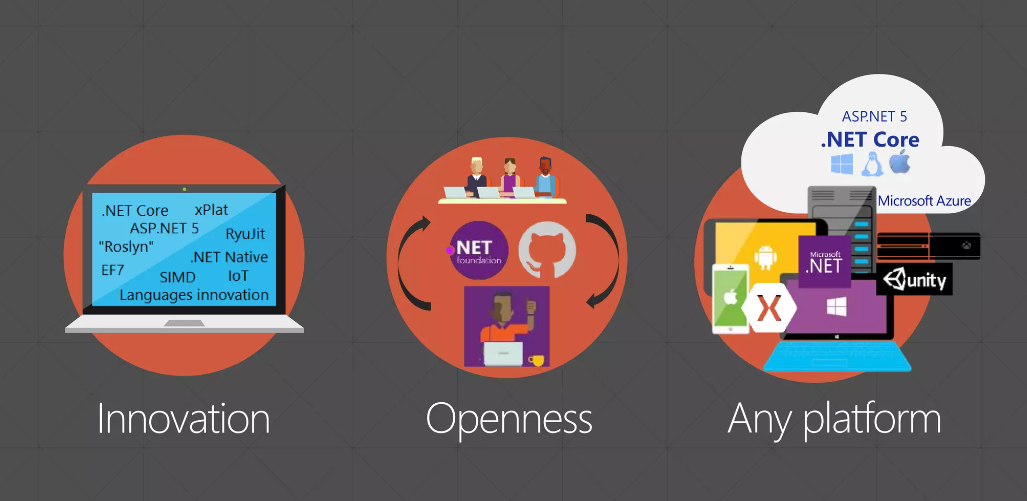 .NET Core xPlat
ASP.NET 5
RyuJit
"Roslyn"
.NET Native
EF7
SIMD
IoT
Languages innovation
Innovation
.NET
foundation
Openness
ASP.NET 5
.NET Core
Microsoft Azure
Microsoft
.NET
unity
Any platform